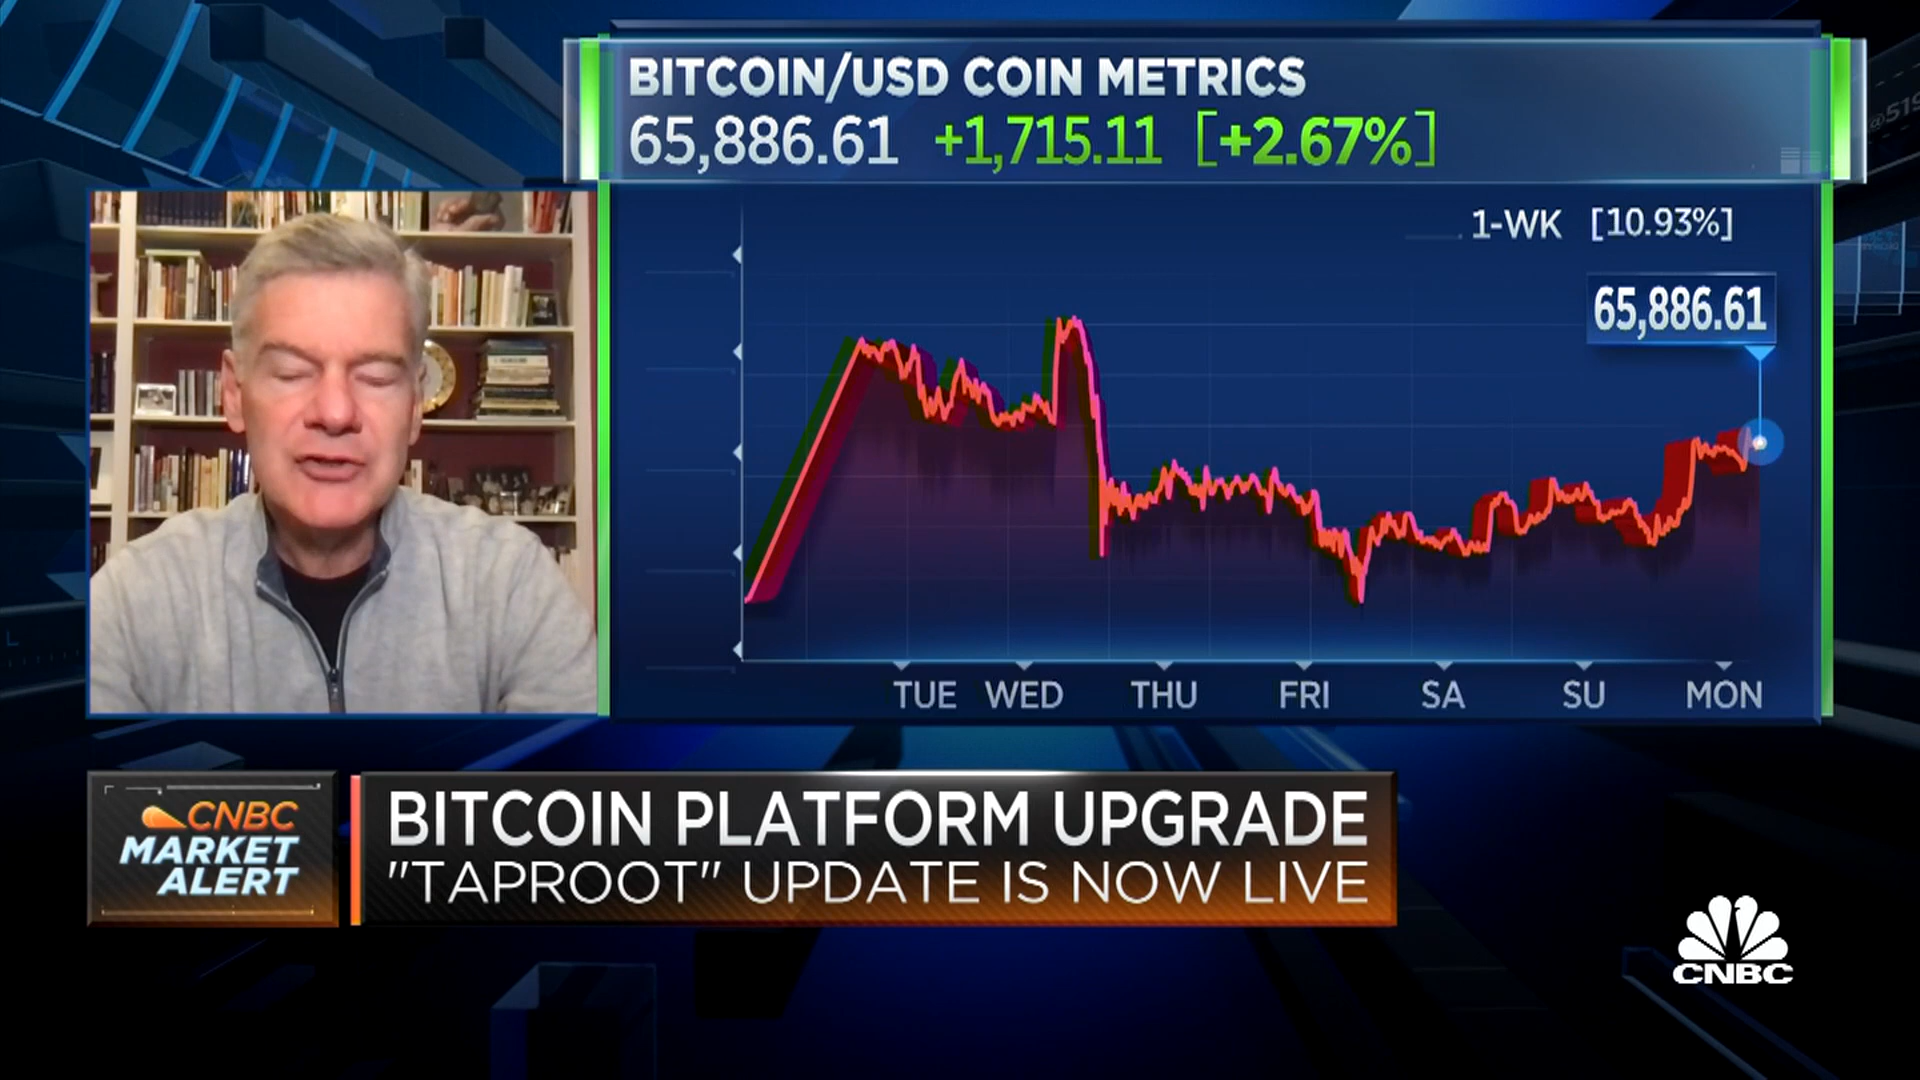 BITCOIN/USD COIN METRICS
65,886.61 +1,715.11 [+2.67%]
1-WK [10.93%]
65,886.61
TUE WED THU FRI SA SU MON
CNBC
MARKET
ALERT
BITCOIN PLATFORM UPGRADE
"TAPROOT" UPDATE IS NOW LIVE
CNBC
@519